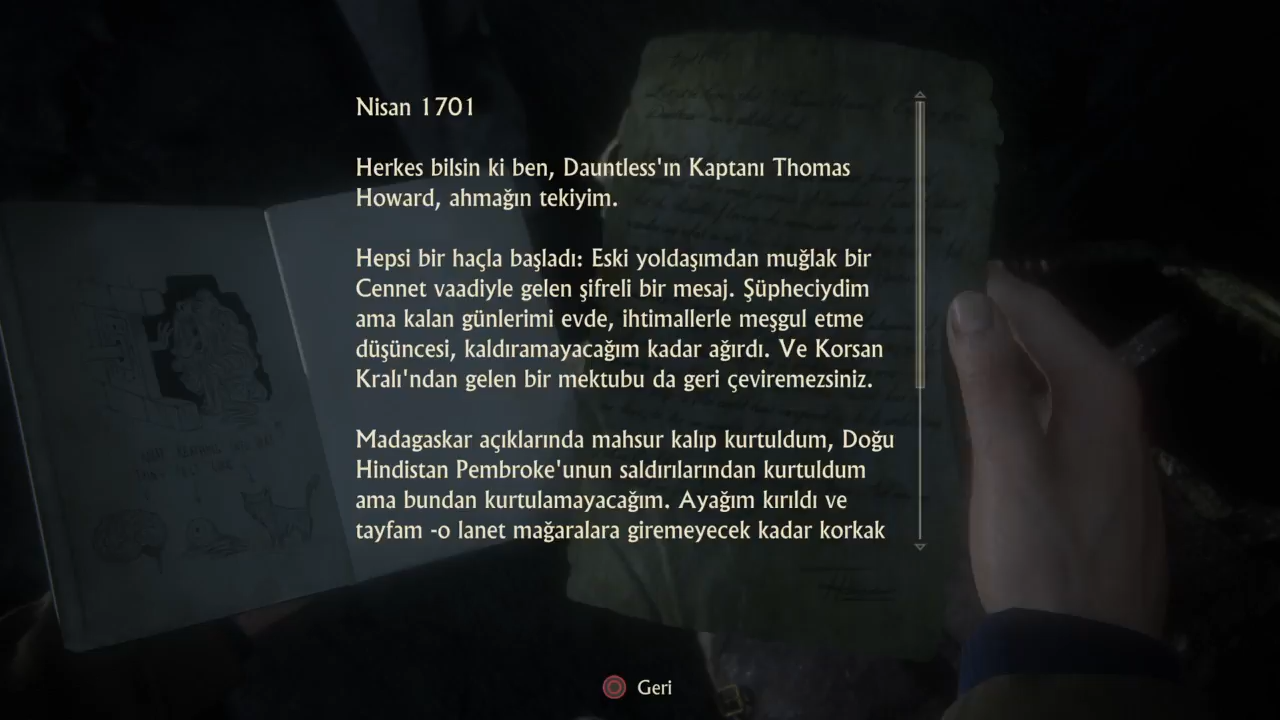 Nisan 1701
Herkes bilsin ki ben, Dauntless'ın Kaptanı Thomas
Howard, ahmağın tekiyim.
Hepsi bir haçla başladı: Eski yoldaşımdan muğlak bir
Cennet vaadiyle gelen şifreli bir mesaj. Şüpheciydim
ama kalan günlerimi evde, ihtimallerle meşgul etme
düşüncesi, kaldıramayacağım kadar ağırdı. Ve Korsan
Kralı'ndan gelen bir mektubu da geri çeviremezsiniz.
Madagaskar açıklarında mahsur kalıp kurtuldum, Doğu
Hindistan Pembroke'unun saldırılarından kurtuldum
ama bundan kurtulamayacağım. Ayağım kırıldı ve
tayfam -o lanet mağaralara giremeyecek kadar korkak
Geri